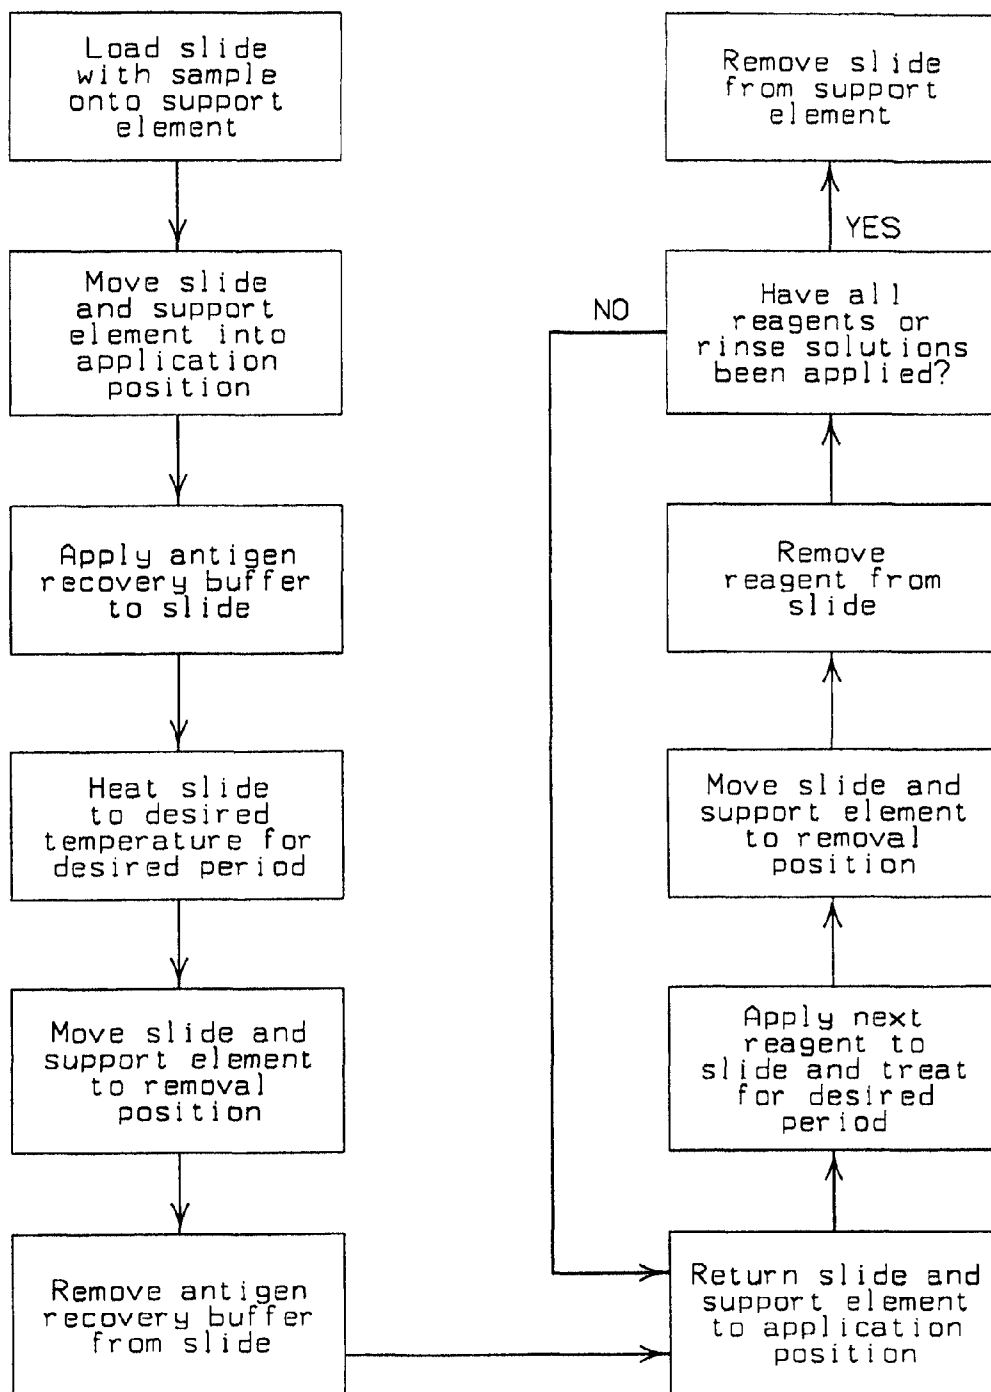 Load slide
with sample
onto support
element
Move slide
and support
element into
application
position
Apply antigen
recovery buffer
to slide
Heat slide
to desired
temperature for
desired period
Move slide and
support element
to removal
position
Remove antigen
recovery buffer
from slide
Return slide and
support element
to application
position
Apply next
reagent to
slide and treat
for desired
period
Move slide and
support element
to removal
position
Remove
reagent from
slide
Have all
reagents or
rinse solutions
been applied?
NO
YES
Remove slide
from support
element